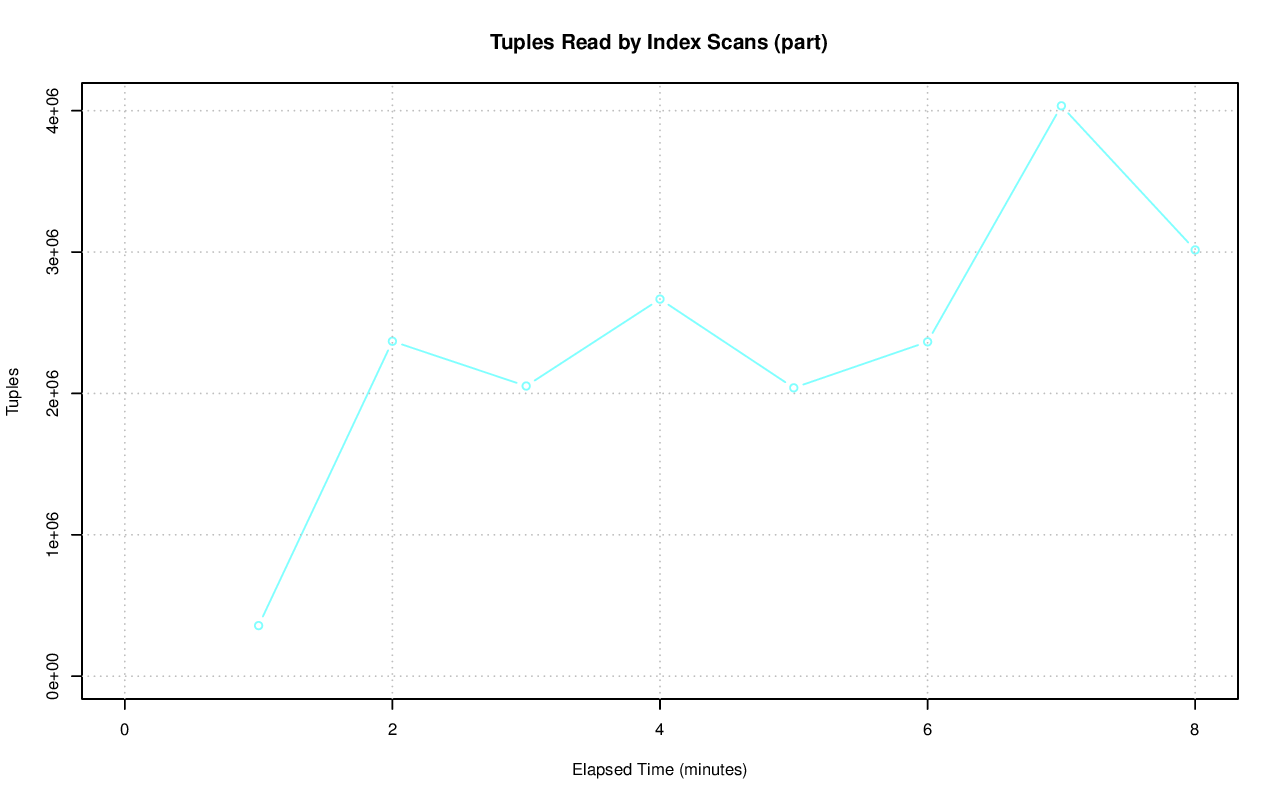 Tuples Read by Index Scans (part)
4e+06
3e+06
2e+06
1e+06
0e+00
Tuples
0 2 4 6 8
Elapsed Time (minutes)